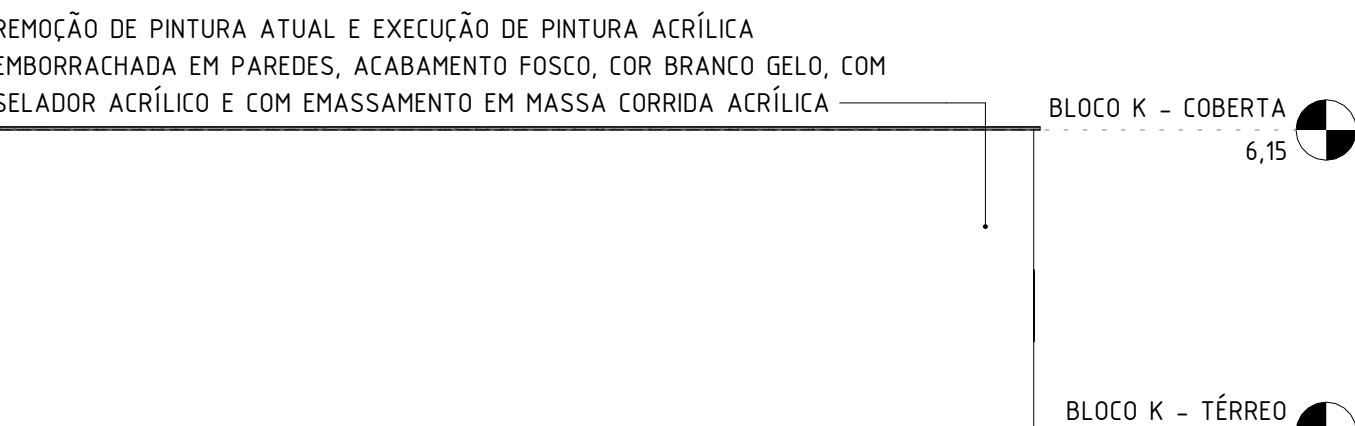 REMOÇÃO DE PINTURA ATUAL E EXECUÇÃO DE PINTURA ACRÍLICA
EMBORRACHADA EM PAREDES, ACABAMENTO FOSCO, COR BRANCO GELO, COM
SELADOR ACRÍLICO E COM EMASSAMENTO EM MASSA CORRIDA ACRÍLICA
BLOCO K - COBERTA
6,15
BLOCO K - TÉRREO